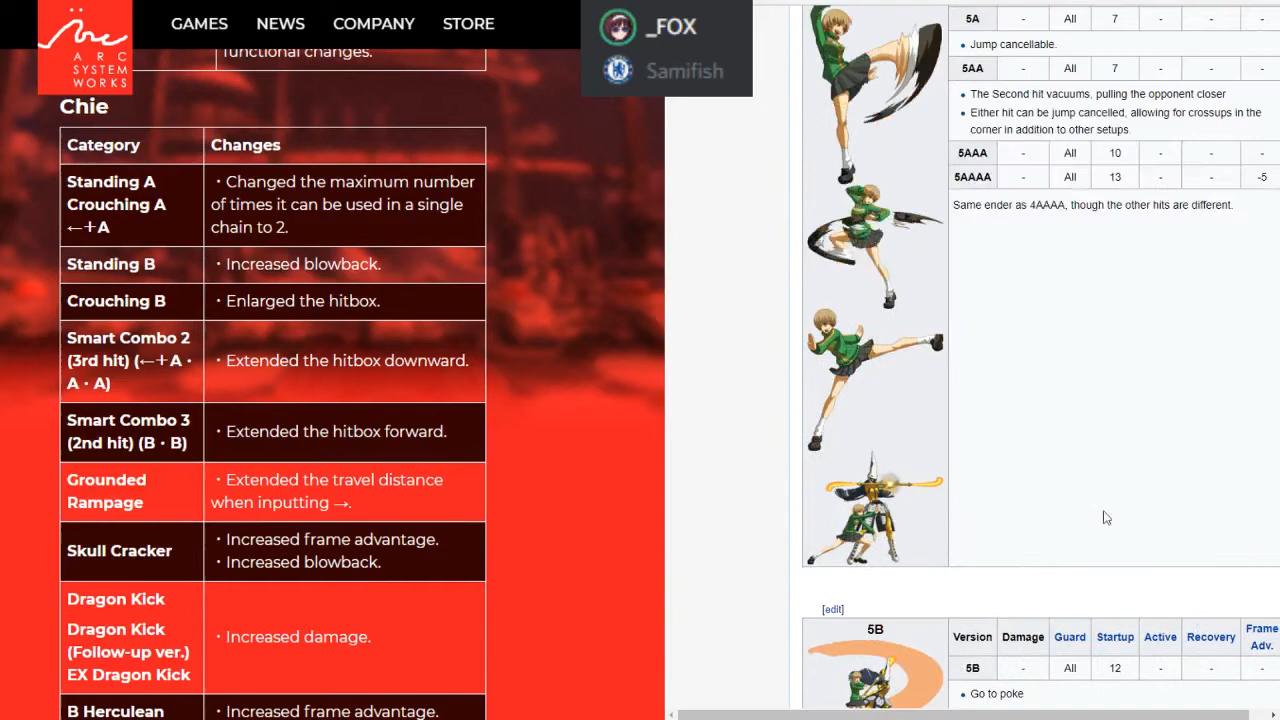 GAMES NEWS COMPANY STORE
ARC
SYSTEM
WORKS
_FOX
Samifish
functional changes.
Chie
Category Changes
Standing A
Crouching A
←+A
・Changed the maximum number
of times it can be used in a single
chain to 2.
Standing B ・Increased blowback.
Crouching B ・Enlarged the hitbox.
Smart Combo 2
(3rd hit) (←+A・
A・A)
・Extended the hitbox downward.
Smart Combo 3
(2nd hit) (B・B)
・Extended the hitbox forward.
Grounded
Rampage
・Extended the travel distance
when inputting →.
Skull Cracker
・Increased frame advantage.
・Increased blowback.
Dragon Kick
Dragon Kick
(Follow-up ver.)
EX Dragon Kick
・Increased damage.
B Herculean ・Increased frame advantage.
5A - All 7 - - -
• Jump cancellable.
5AA - All 7 - - -
• The Second hit vacuums, pulling the opponent closer
• Either hit can be jump cancelled, allowing for crossups in the
corner in addition to other setups.
5AAA - All 10 - - -
5AAAA - All 13 - - -5
Same ender as 4AAAA, though the other hits are different.
[edit]
5B
Version Damage Guard Startup Active Recovery Frame
Adv.
5B - All 12 - - -
• Go to poke